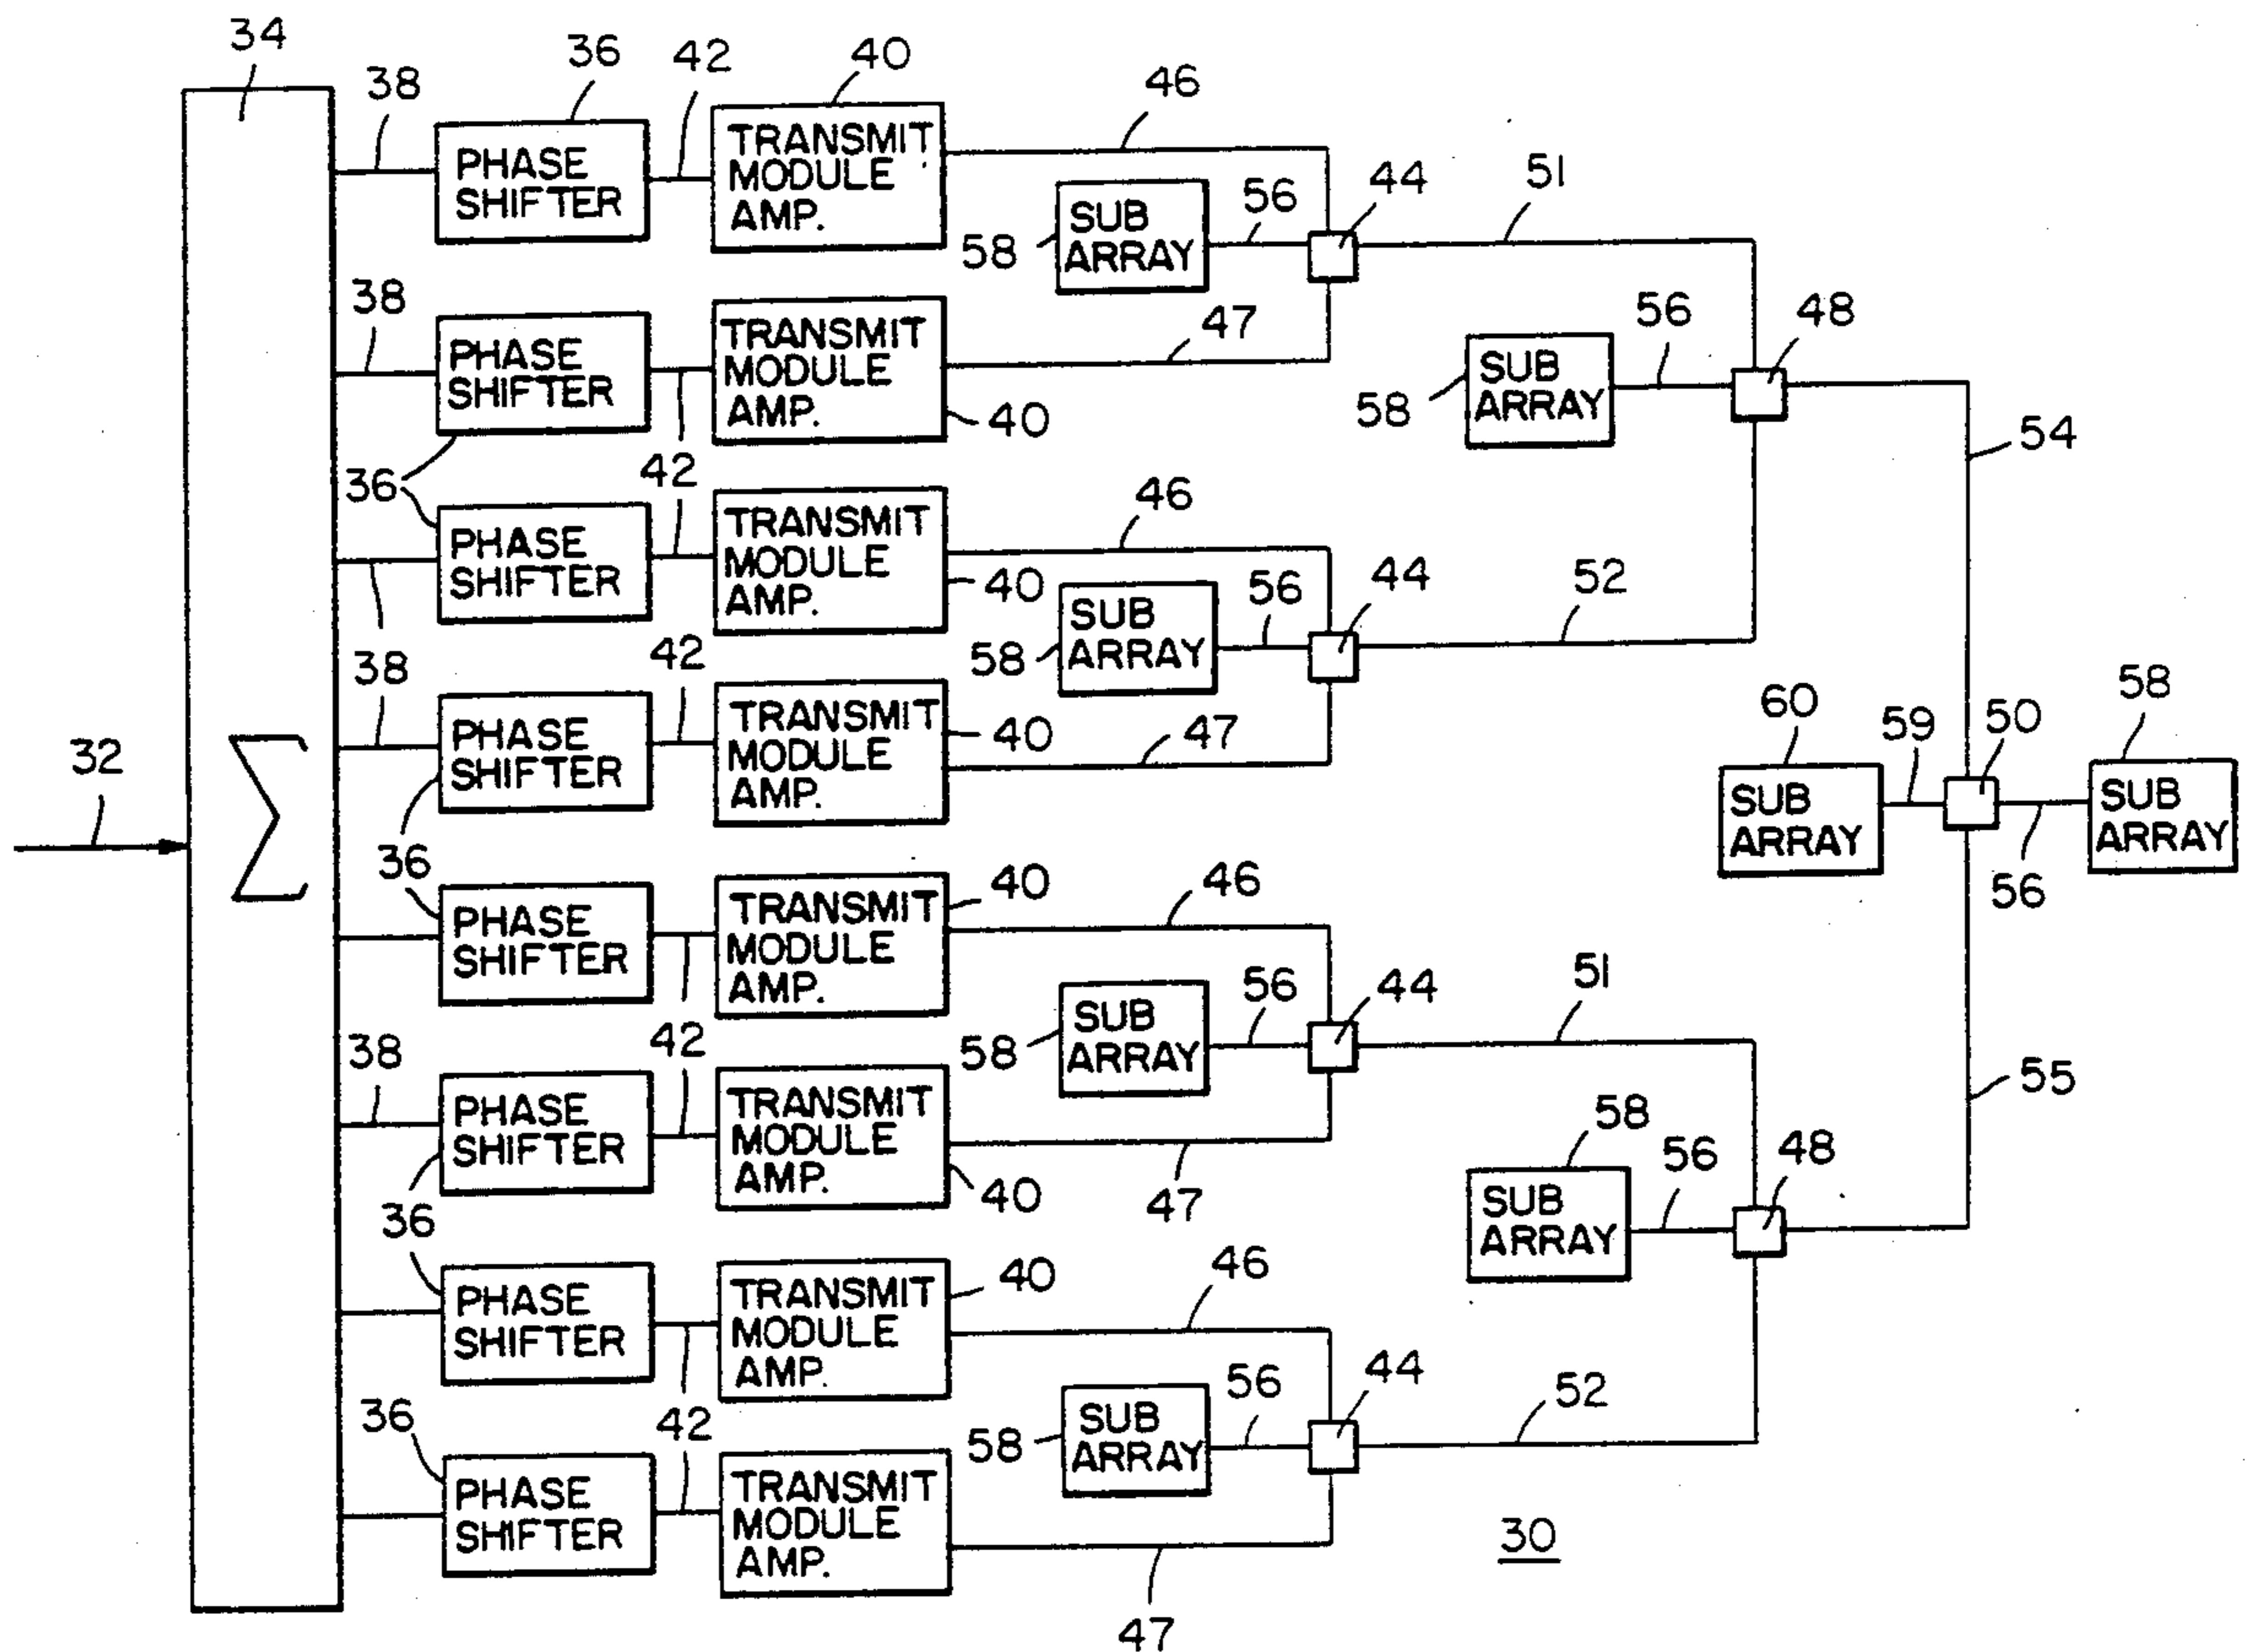 34
38
36
42
40
46
PHASE
SHIFTER
TRANSMIT
MODULE
AMP.
SUB
ARRAY
58
56
44
51
38
PHASE
SHIFTER
42
TRANSMIT
MODULE
AMP.
40
47
SUB
ARRAY
58
56
48
54
36
38
PHASE
SHIFTER
42
TRANSMIT
MODULE
AMP.
40
46
SUB
ARRAY
58
56
44
52
38
PHASE
SHIFTER
36
42
TRANSMIT
MODULE
AMP.
40
47
32
Σ
60
SUB
ARRAY
59
50
56
58
SUB
ARRAY
36
PHASE
SHIFTER
42
TRANSMIT
MODULE
AMP.
40
46
SUB
ARRAY
58
56
44
51
55
38
PHASE
SHIFTER
36
TRANSMIT
MODULE
AMP.
40
42
47
58
SUB
ARRAY
56
48
PHASE
SHIFTER
42
TRANSMIT
MODULE
AMP.
40
46
SUB
ARRAY
58
56
44
52
36
PHASE
SHIFTER
TRANSMIT
MODULE
AMP.
47
30